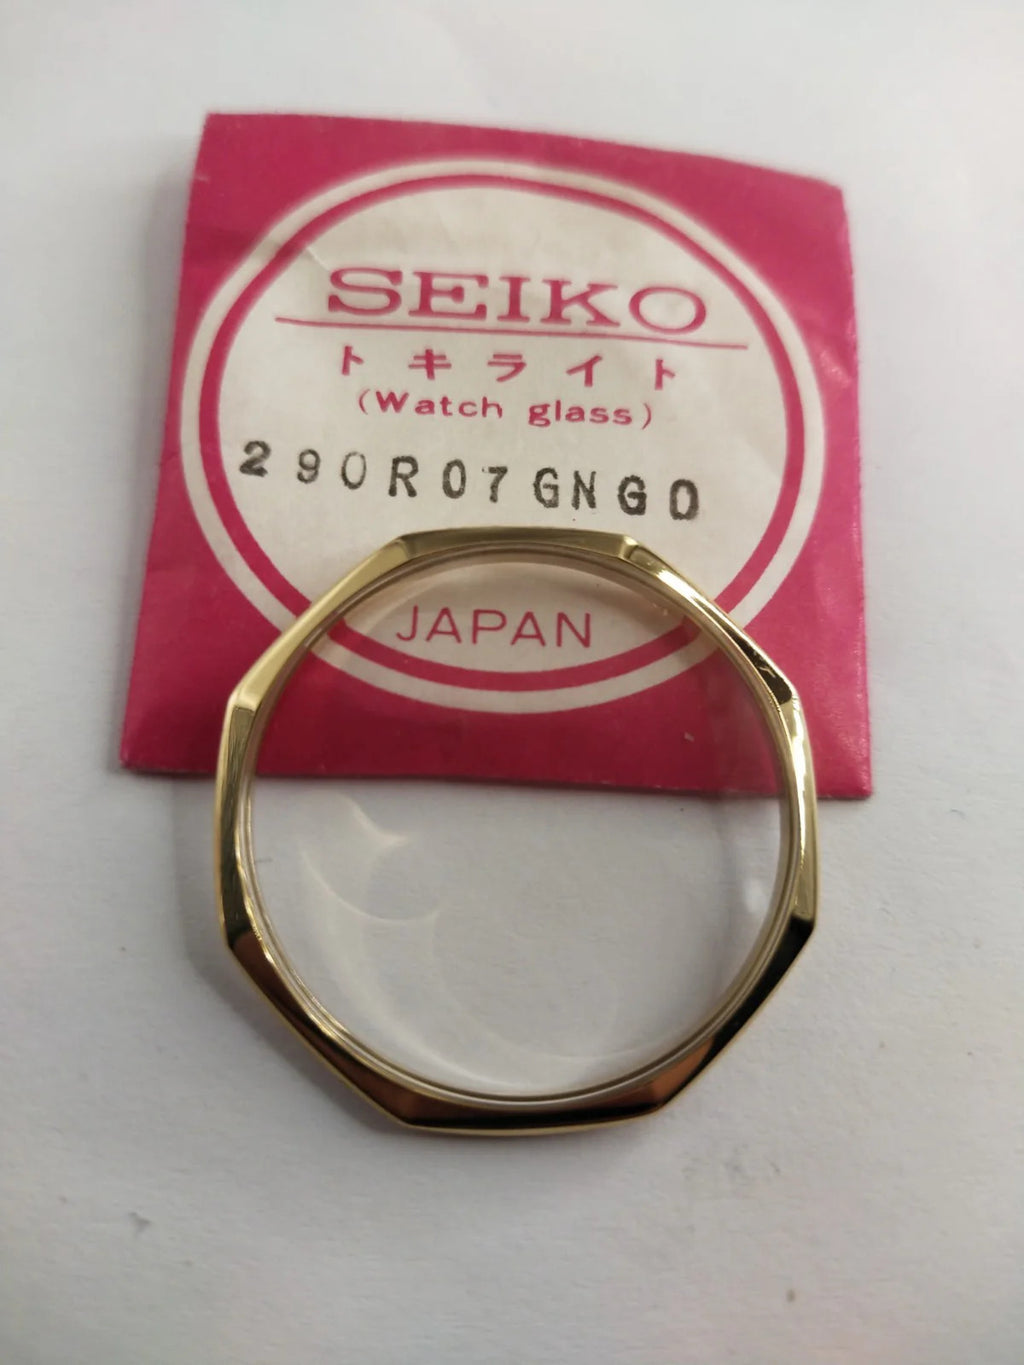 SEIKO
トキライト
(Watch glass)
290R07GNG0
JAPAN